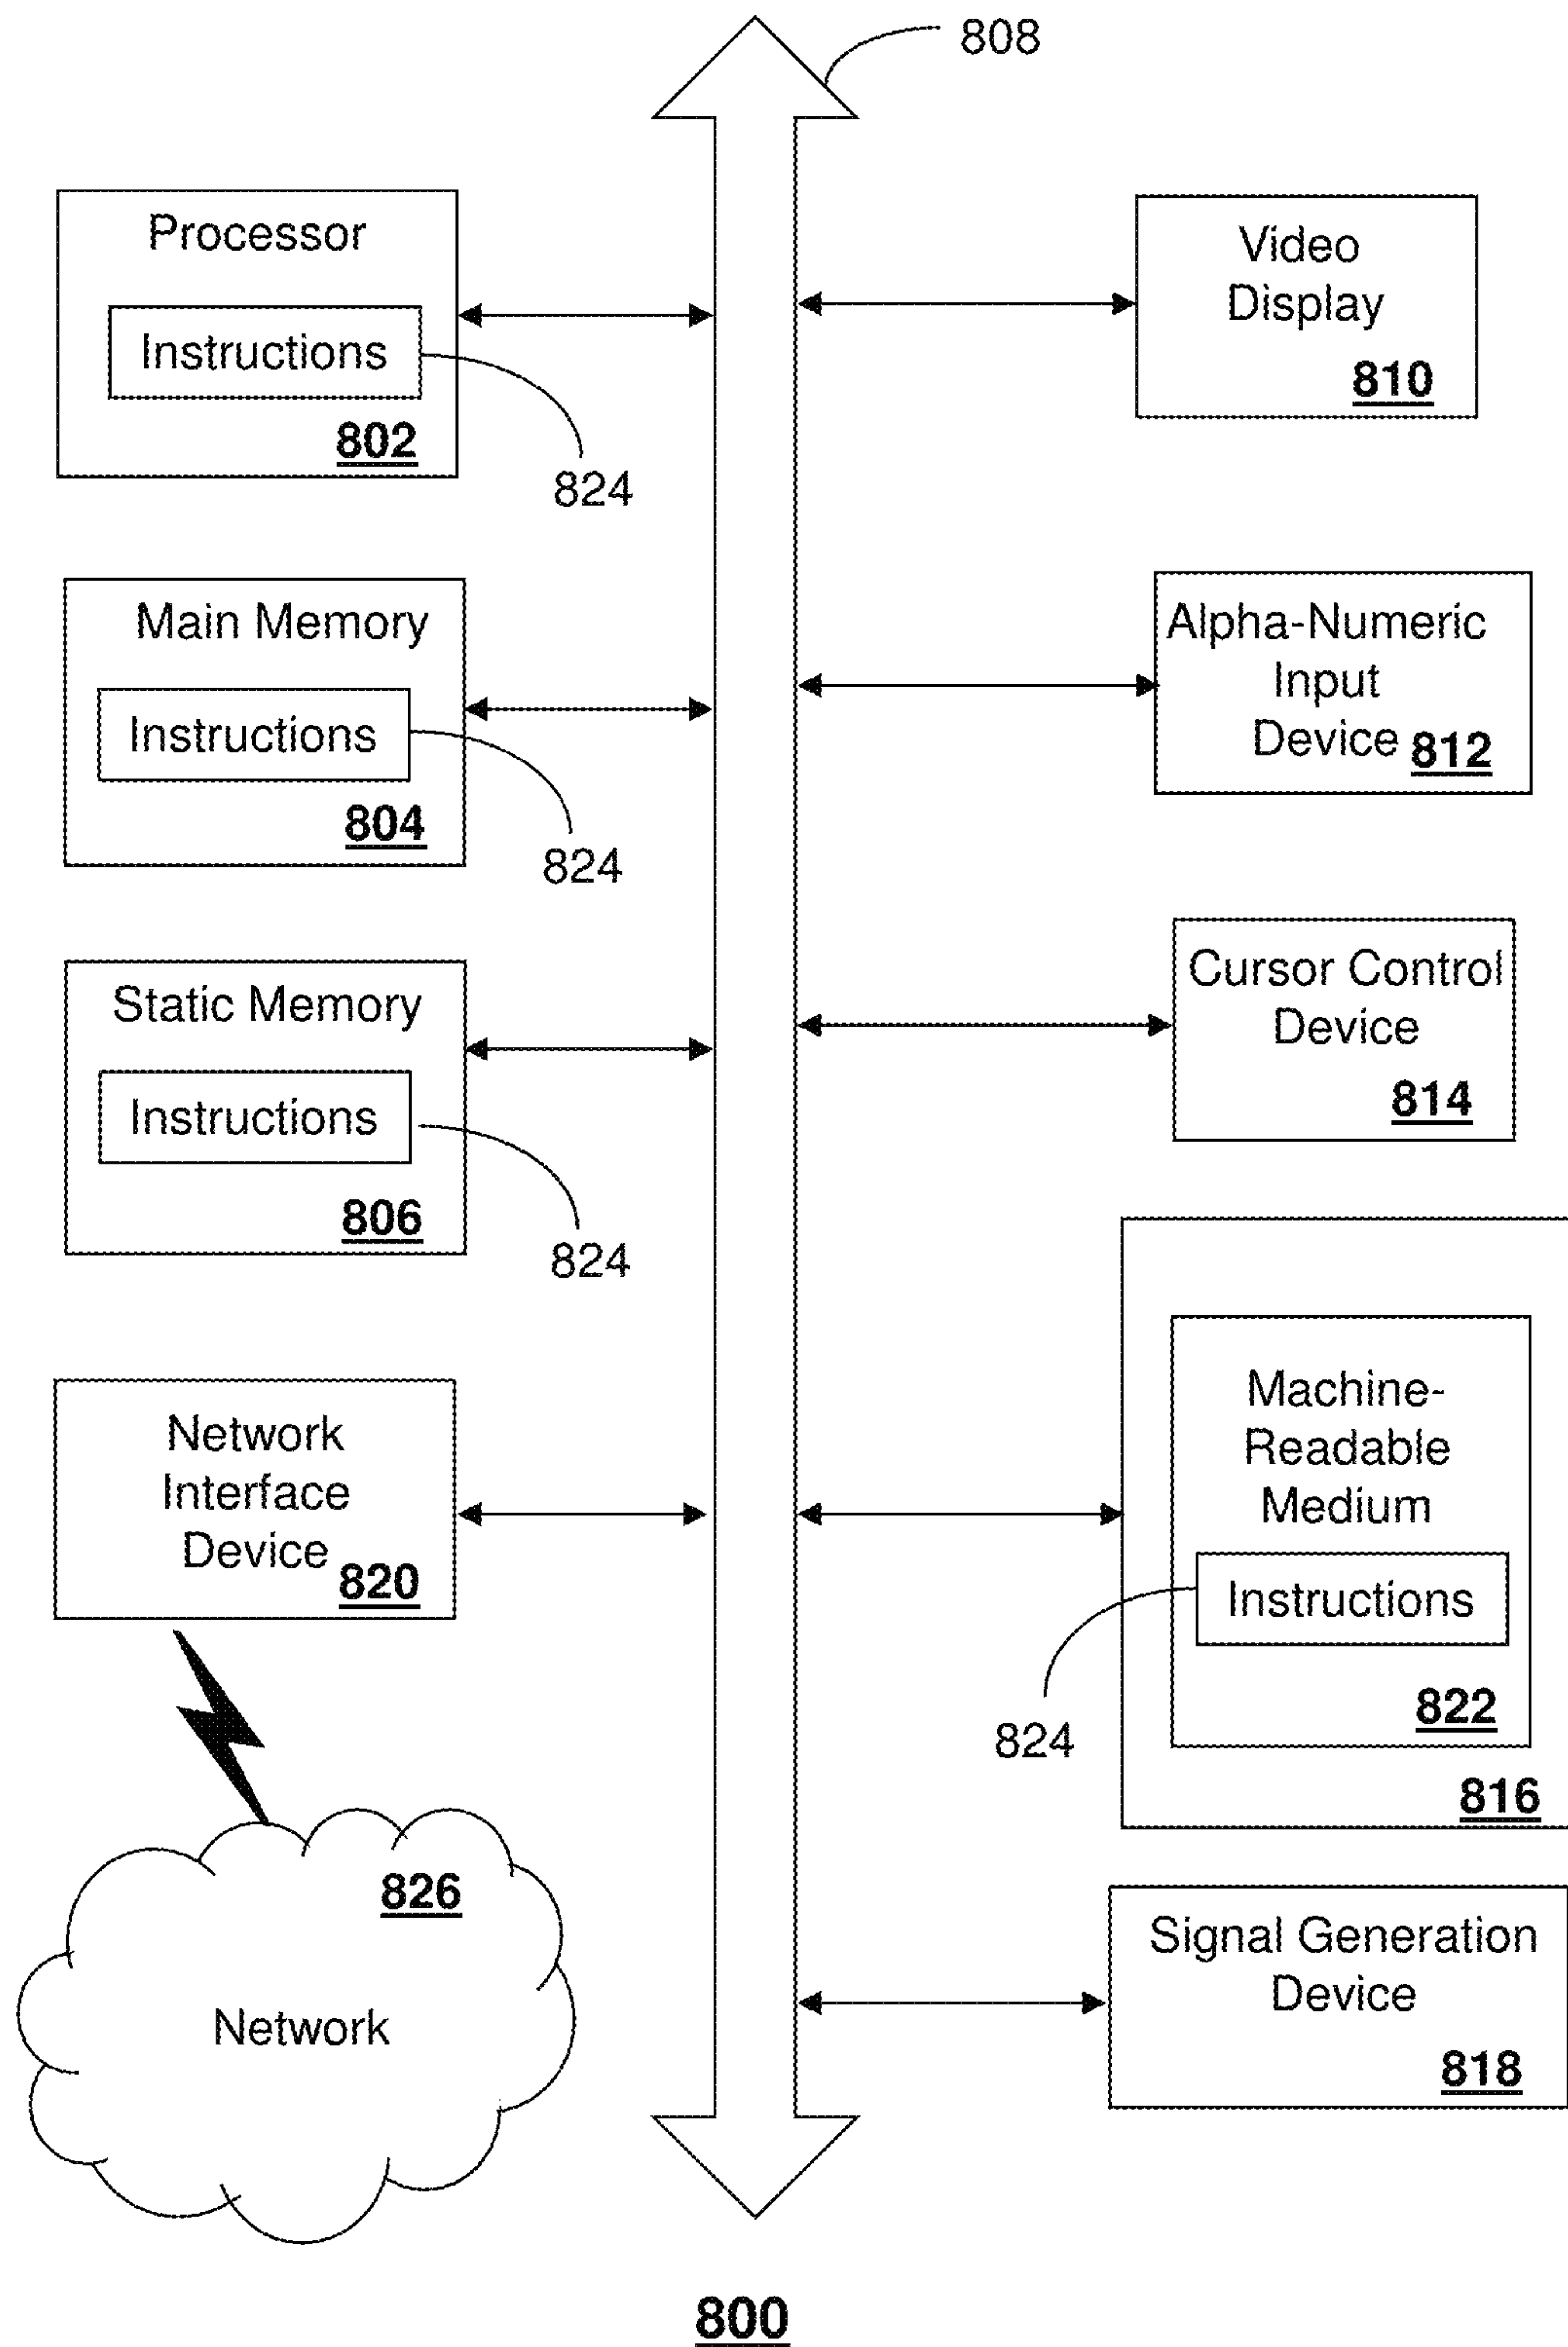 808
Processor
Instructions
802
824
Main Memory
Instructions
804
824
Static Memory
Instructions
806
824
Network
Interface
Device
820
826
Network
Video
Display
810
Alpha-Numeric
Input
Device
812
Cursor Control
Device
814
Machine-
Readable
Medium
Instructions
822
824
816
Signal Generation
Device
818
800